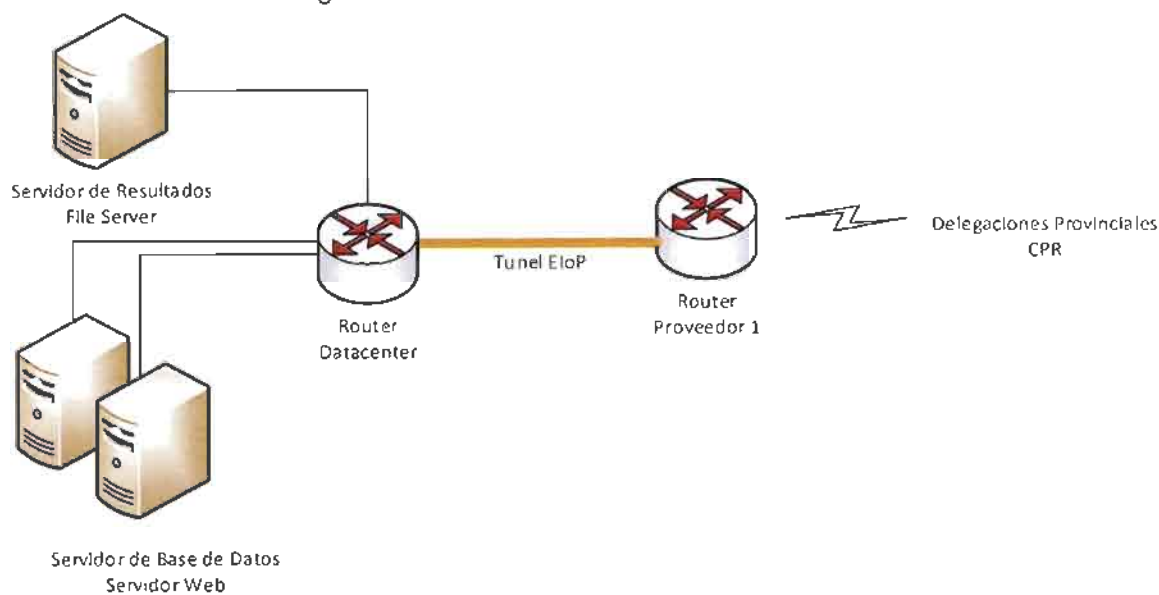 Servidor de Resultados
File Server
Tunel EIoP
Router
Datacenter
Router
Proveedor 1
Delegaciones Provinciales
CPR
Servidor de Base de Datos
Servidor Web